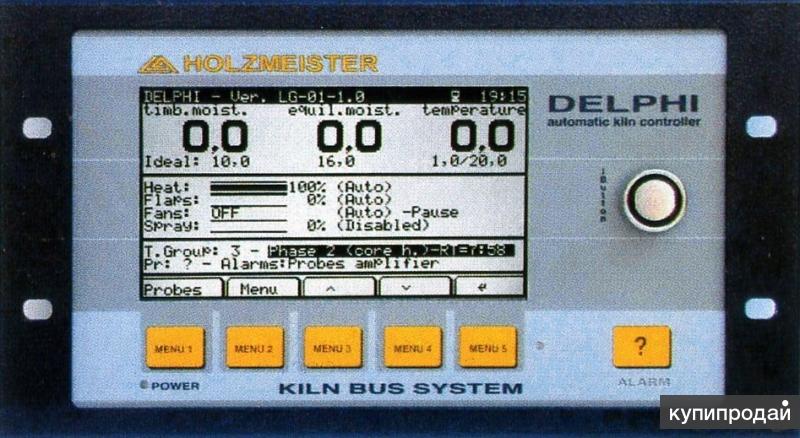 HOLZMEISTER
DELPHI - Ver. LG-01-1.0 19:15
timb.moist. equil.moist. temperature
0,0 0,0 0,0
Ideal: 10,0 16,0 1,0/20,0
Heat: 100% (Auto)
Flaps: 0% (Auto)
Fans: OFF (Auto) -Pause
Spray: 0% (Disabled)
T.Group: 3 - Phase 2 (core h.)-RT=Y:58
Pr: ? - Alarms:Probes amplifier
Probes Menu ^ ˅ ↲
DELPHI
automatic kiln controller
iButton
MENU 1 MENU 2 MENU 3 MENU 4 MENU 5 ?
POWER KILN BUS SYSTEM ALARM
купипродай